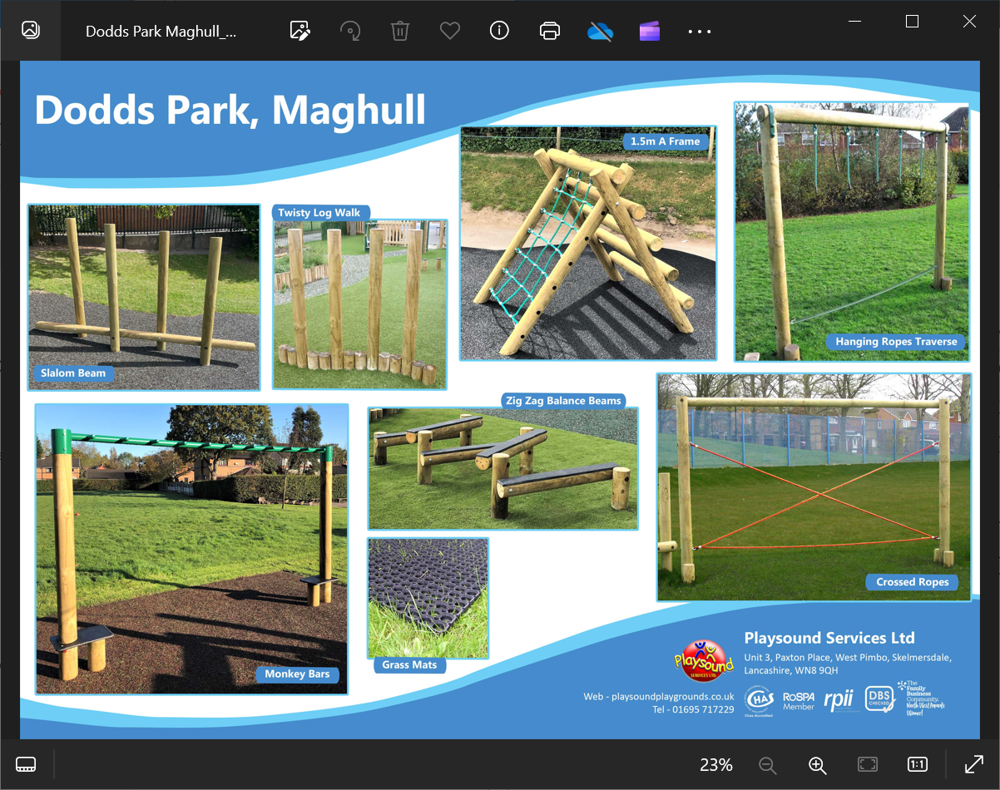 Dodds Park Maghull_...
Dodds Park, Maghull
1.5m A Frame
Twisty Log Walk
Hanging Ropes Traverse
Slalom Beam
Zig Zag Balance Beams
Crossed Ropes
Monkey Bars
Grass Mats
Playsound Services Ltd
Unit 3, Paxton Place, West Pimbo, Skelmersdale,
Lancashire, WN8 9QH
Playsound
SERVICES LTD.
Web - playsoundplaygrounds.co.uk
Tel - 01695 717229
CHAS
Chas Accredited
RoSPA
Member
rpii
DBS
CHECKED
The
Family
Business
Community.
North West Awards
Winner!
23%
1:1